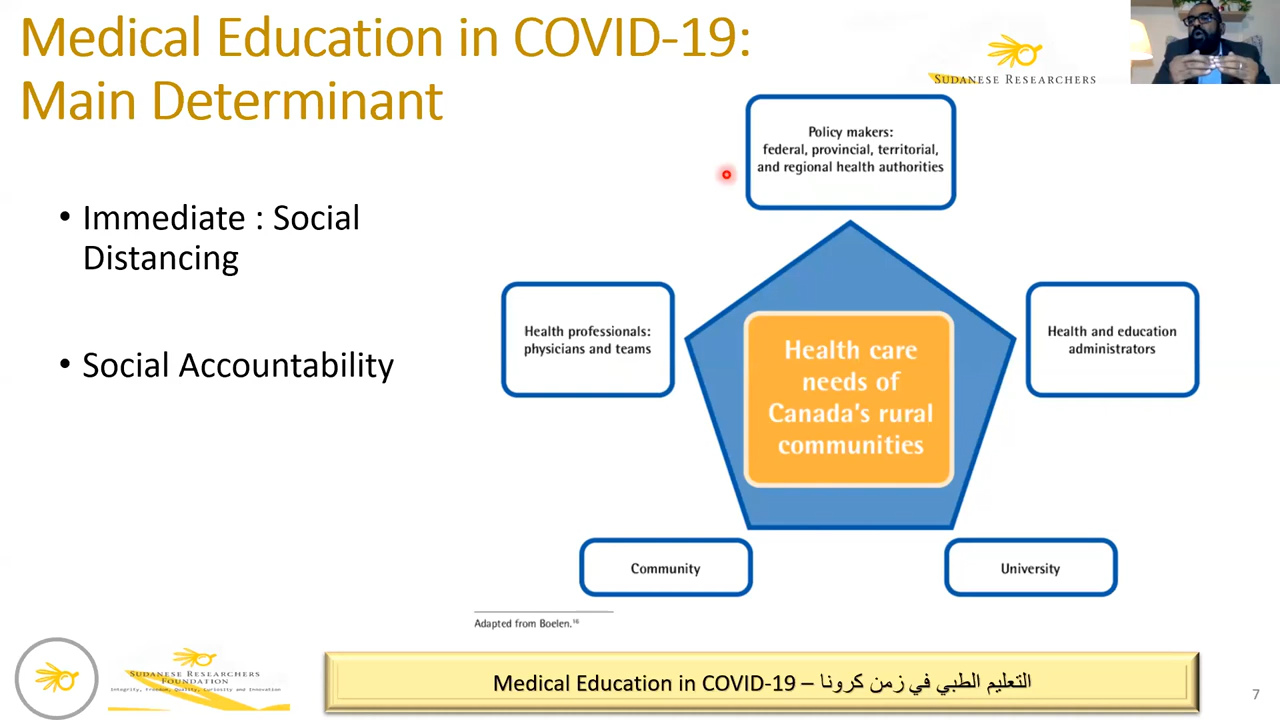 Medical Education in COVID-19:
Main Determinant
SUDANESE RESEARCHERS
• Immediate : Social
Distancing
• Social Accountability
Policy makers:
federal, provincial, territorial,
and regional health authorities
Health professionals:
physicians and teams
Health and education
administrators
Health care
needs of
Canada's rural
communities
Community
University
Adapted from Boelen.16
SUDANESE RESEARCHERS
FOUNDATION
Integrity, Freedom, Quality, Curiosity and Innovation
Medical Education in COVID-19 – التعليم الطبي في زمن كرونا
7